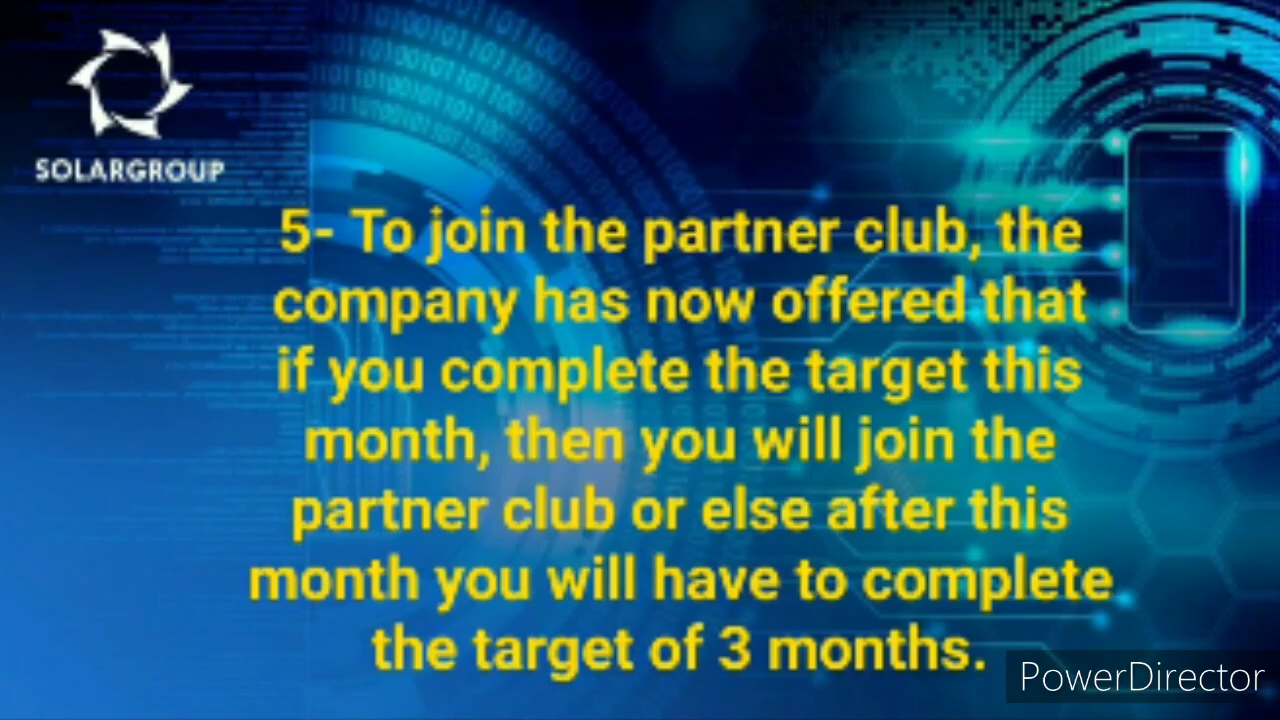 SOLARGROUP
5- To join the partner club, the
company has now offered that
if you complete the target this
month, then you will join the
partner club or else after this
month you will have to complete
the target of 3 months.
PowerDirector